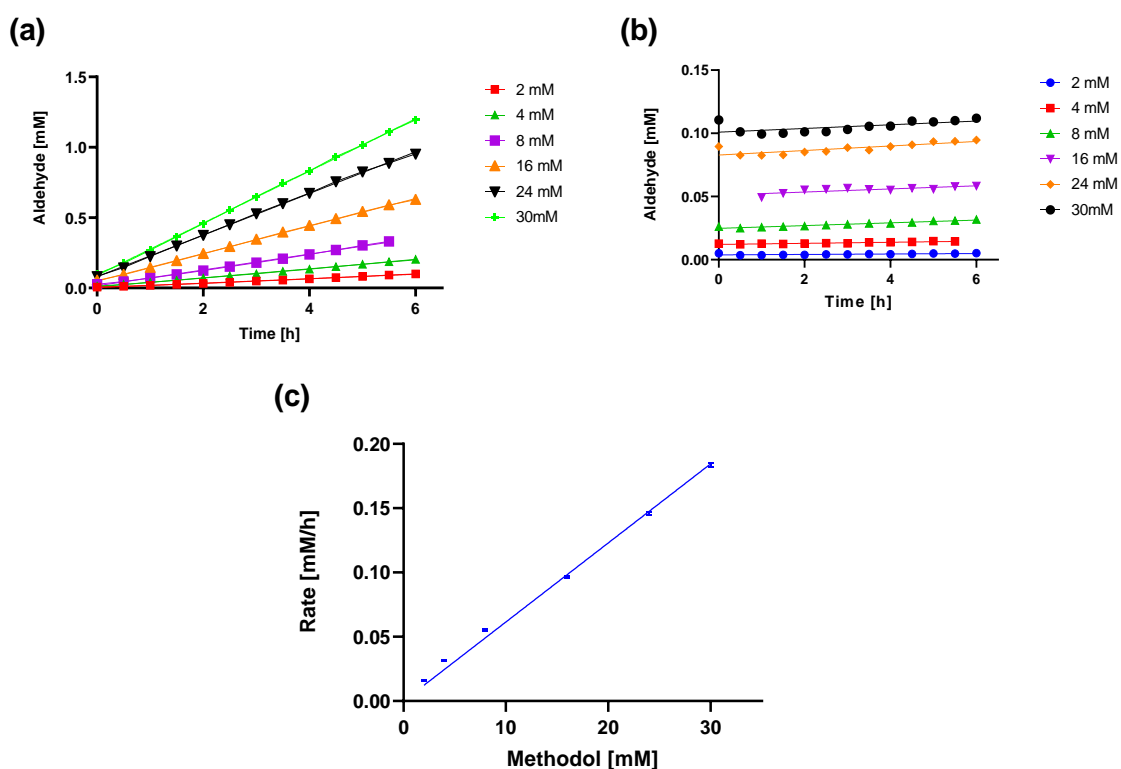 (a)
1.5
1.0
0.5
0.0
Aldehyde [mM]
0
2
4
6
Time [h]
2 mM
4 mM
8 mM
16 mM
24 mM
30mM
(b)
0.15
0.10
0.05
0.00
Aldehyde [mM]
0
2
4
6
Time [h]
2 mM
4 mM
8 mM
16 mM
24 mM
30mM
(c)
0.20
0.15
0.10
0.05
0.00
Rate [mM/h]
0
10
20
30
Methodol [mM]